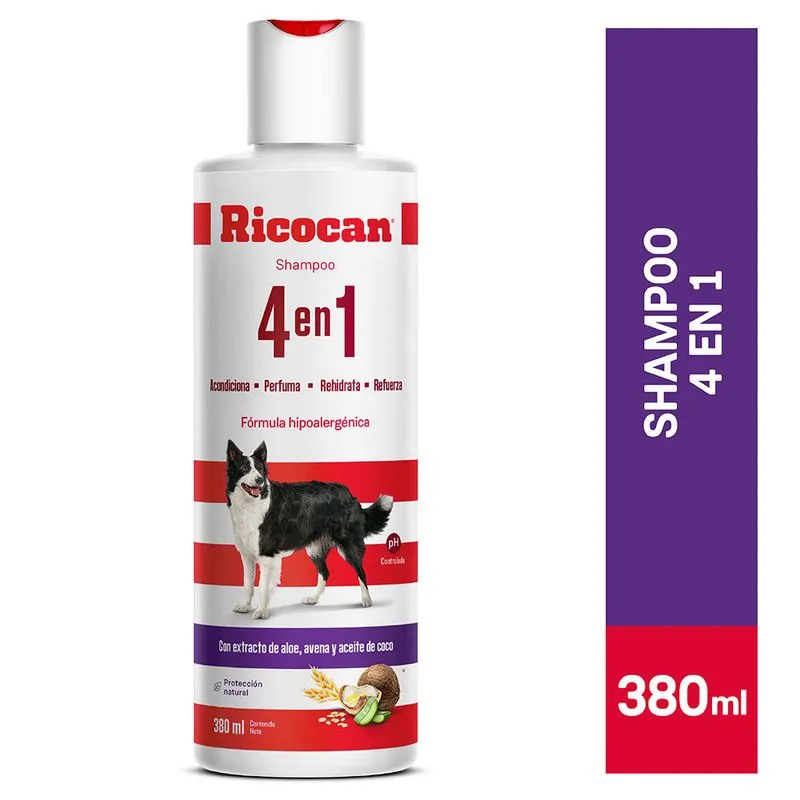 Ricocan®
Shampoo
4 en 1
Acondiciona ▪ Perfuma ▪ Rehidrata ▪ Refuerza
Fórmula hipoalergénica
pH
Controlado
Con extracto de aloe, avena y aceite de coco
Protección
natural
380 ml Contenido
Neto
SHAMPOO
4 EN 1
380ml